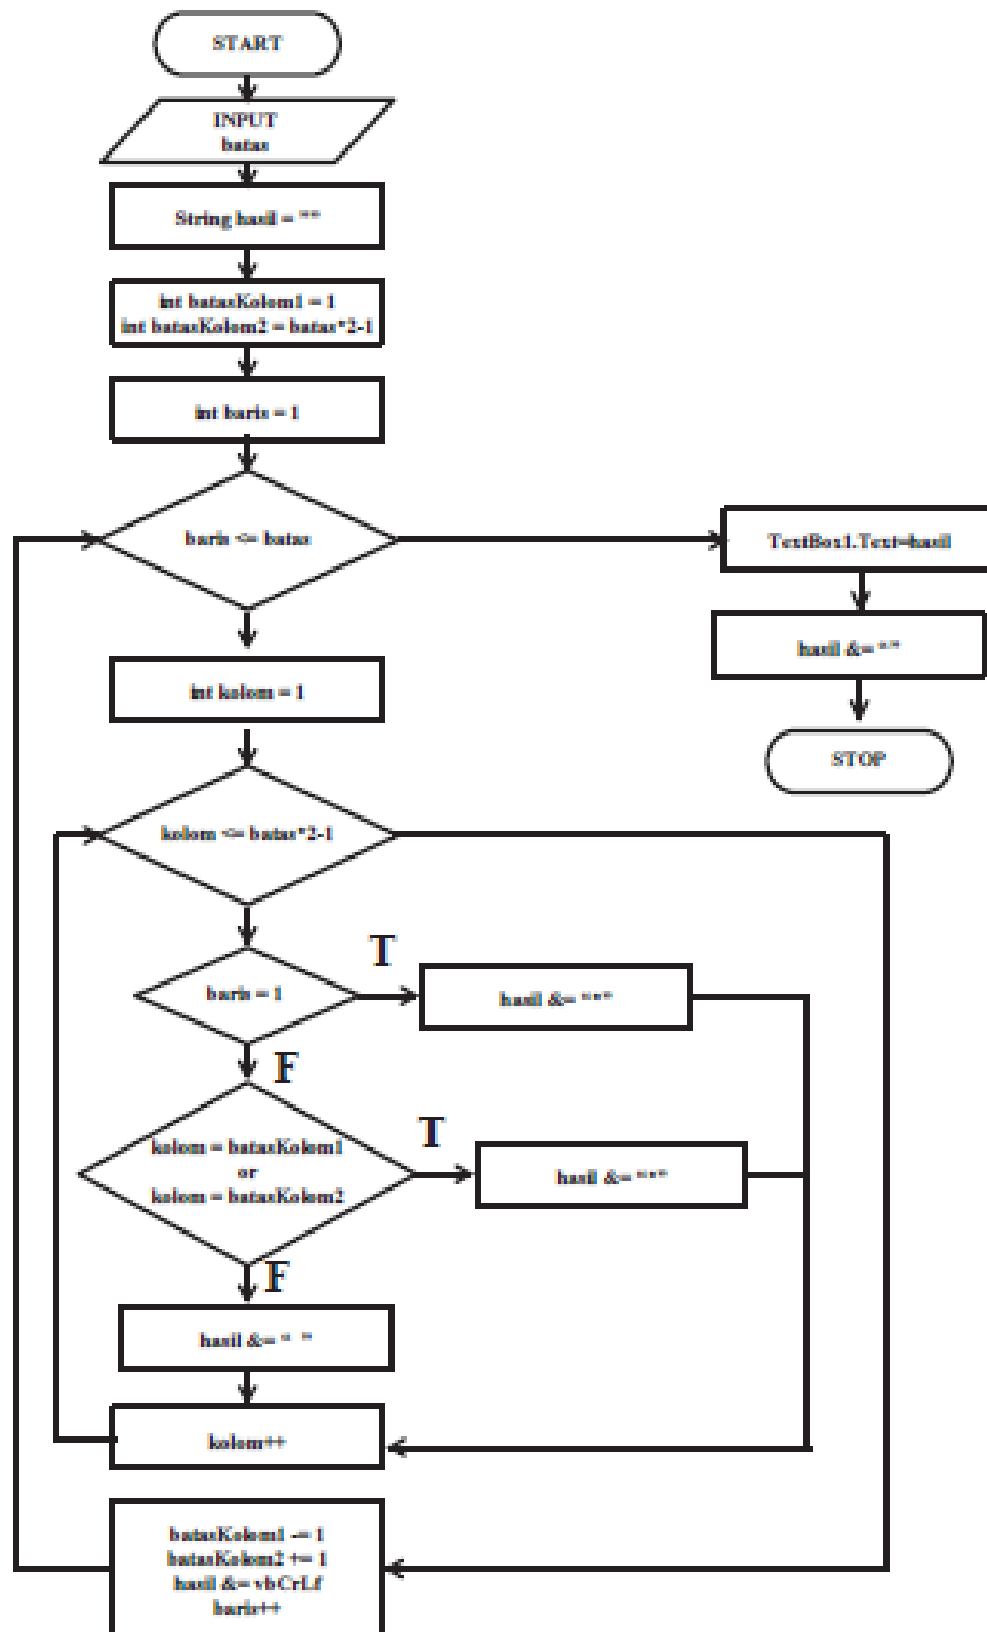 START
INPUT
batas
String hasil = ""
int batasKolom1 = 1
int batasKolom2 = batas*2-1
int baris = 1
baris <= batas
TextBox1.Text=hasil
hasil &= ""
STOP
int kolom = 1
kolom <= batas*2-1
baris = 1
T
hasil &= "*"
F
kolom = batasKolom1
or
kolom = batasKolom2
T
hasil &= "*"
F
hasil &= " "
kolom++
batasKolom1 -= 1
batasKolom2 += 1
hasil &= vbCrLf
baris++